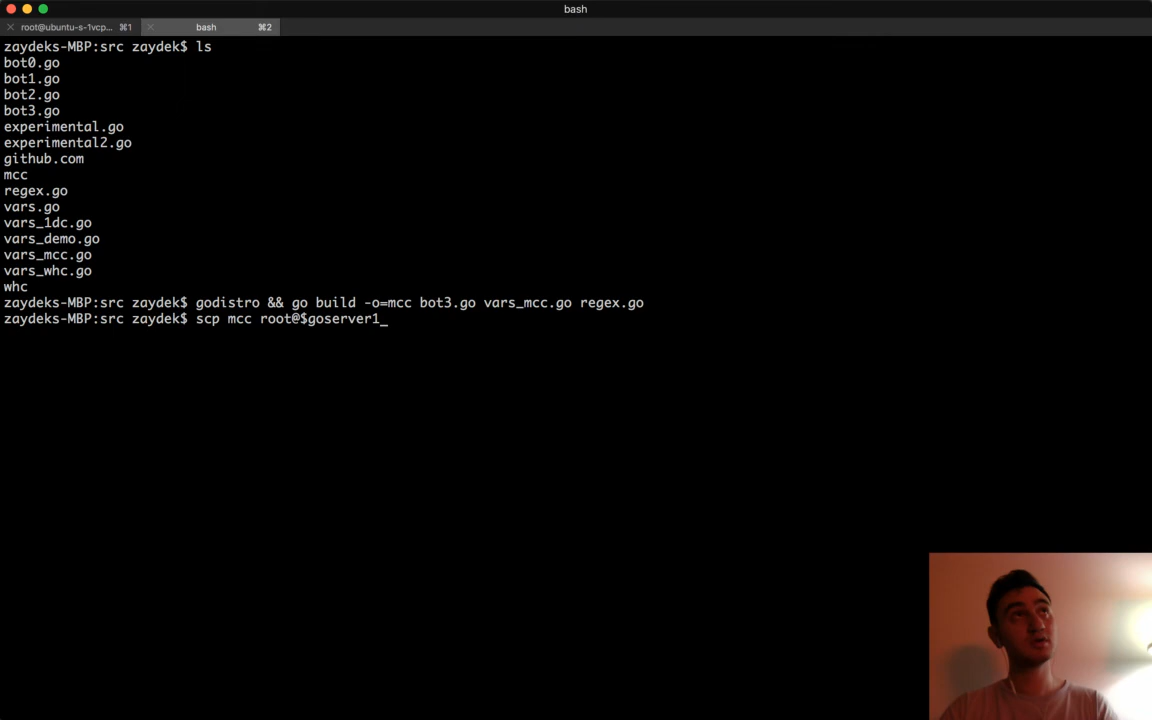 bash
root@ubuntu-s-1vcp... ⌘1
bash ⌘2
zaydeks-MBP:src zaydek$ ls
bot0.go
bot1.go
bot2.go
bot3.go
experimental.go
experimental2.go
github.com
mcc
regex.go
vars.go
vars_1dc.go
vars_demo.go
vars_mcc.go
vars_whc.go
whc
zaydeks-MBP:src zaydek$ godistro && go build -o=mcc bot3.go vars_mcc.go regex.go
zaydeks-MBP:src zaydek$ scp mcc root@$goserver1_